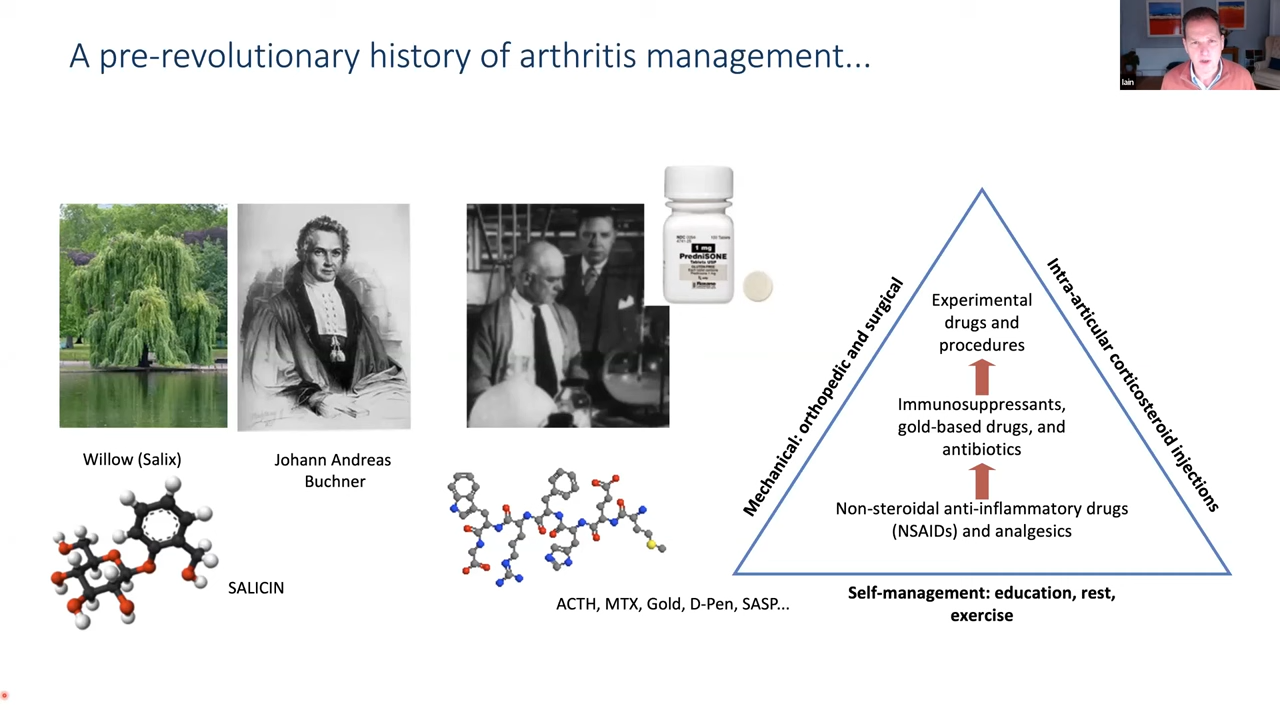 A pre-revolutionary history of arthritis management...
Iain
1 mg
PredniSONE
Tablets USP
Willow (Salix)
Johann Andreas
Buchner
SALICIN
ACTH, MTX, Gold, D-Pen, SASP...
Mechanical: orthopedic and surgical
Intra-articular corticosteroid injections
Experimental
drugs and
procedures
Immunosuppressants,
gold-based drugs, and
antibiotics
Non-steroidal anti-inflammatory drugs
(NSAIDs) and analgesics
Self-management: education, rest,
exercise